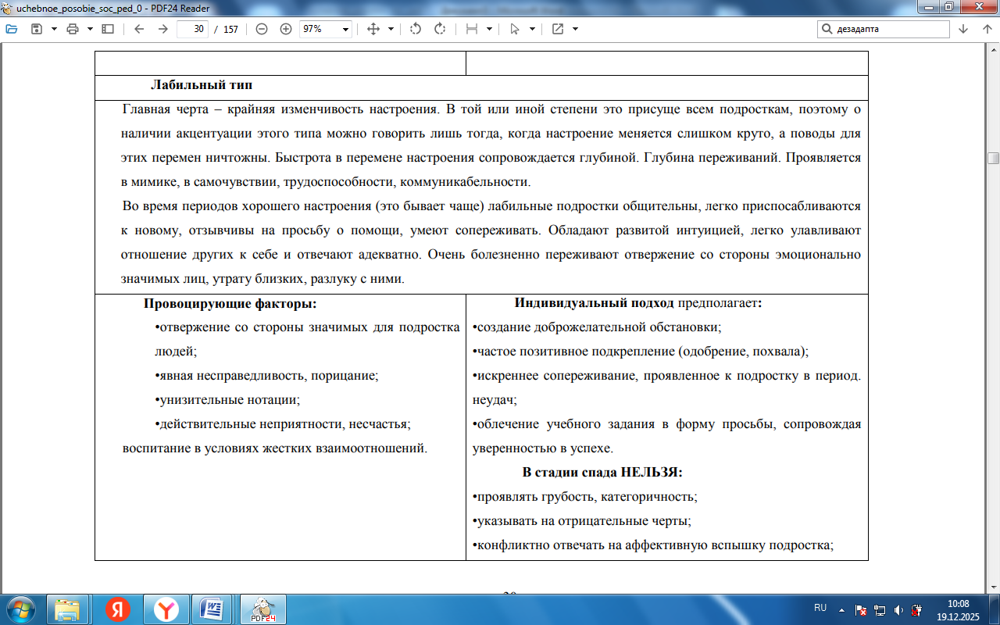 uchebnoe_posobie_soc_ped_0 - PDF24 Reader
30 / 157
97%
дезадапта
Лабильный тип
Главная черта – крайняя изменчивость настроения. В той или иной степени это присуще всем подросткам, поэтому о
наличии акцентуации этого типа можно говорить лишь тогда, когда настроение меняется слишком круто, а поводы для
этих перемен ничтожны. Быстрота в перемене настроения сопровождается глубиной. Глубина переживаний. Проявляется
в мимике, в самочувствии, трудоспособности, коммуникабельности.
Во время периодов хорошего настроения (это бывает чаще) лабильные подростки общительны, легко приспосабливаются
к новому, отзывчивы на просьбу о помощи, умеют сопереживать. Обладают развитой интуицией, легко улавливают
отношение других к себе и отвечают адекватно. Очень болезненно переживают отвержение со стороны эмоционально
значимых лиц, утрату близких, разлуку с ними.
Провоцирующие факторы:
•отвержение со стороны значимых для подростка
людей;
•явная несправедливость, порицание;
•унизительные нотации;
•действительные неприятности, несчастья;
воспитание в условиях жестких взаимоотношений.
Индивидуальный подход предполагает:
•создание доброжелательной обстановки;
•частое позитивное подкрепление (одобрение, похвала);
•искреннее сопереживание, проявленное к подростку в период.
неудач;
•облечение учебного задания в форму просьбы, сопровождая
уверенностью в успехе.
В стадии спада НЕЛЬЗЯ:
•проявлять грубость, категоричность;
•указывать на отрицательные черты;
•конфликтно отвечать на аффективную вспышку подростка;
Я
Y
W
PDF24
RU
10:08
19.12.2025